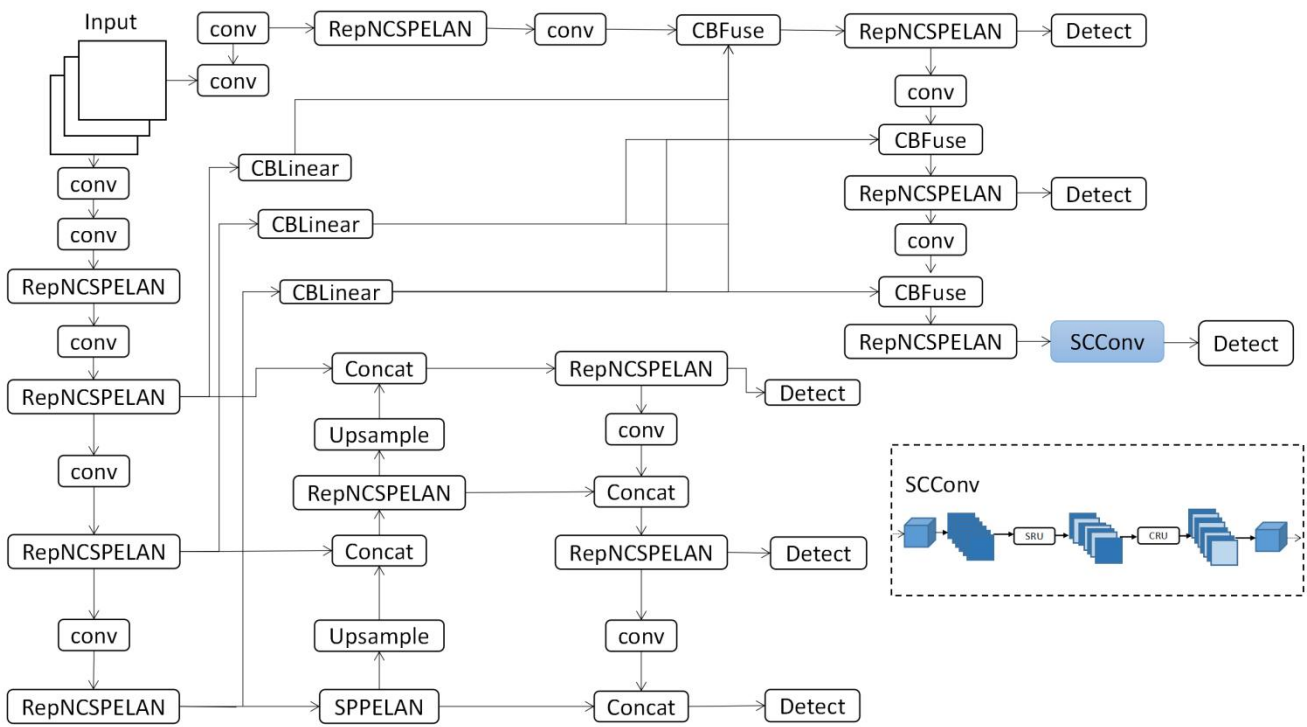 Input
conv
RepNCSPELAN
conv
CBFuse
RepNCSPELAN
Detect
conv
conv
CBFuse
CBLinear
conv
RepNCSPELAN
Detect
CBLinear
conv
conv
RepNCSPELAN
CBLinear
CBFuse
conv
RepNCSPELAN
SCConv
Detect
RepNCSPELAN
Concat
RepNCSPELAN
Detect
Upsample
conv
conv
RepNCSPELAN
Concat
SCConv
SRU
CRU
RepNCSPELAN
Concat
RepNCSPELAN
Detect
conv
Upsample
conv
RepNCSPELAN
SPPELAN
Concat
Detect